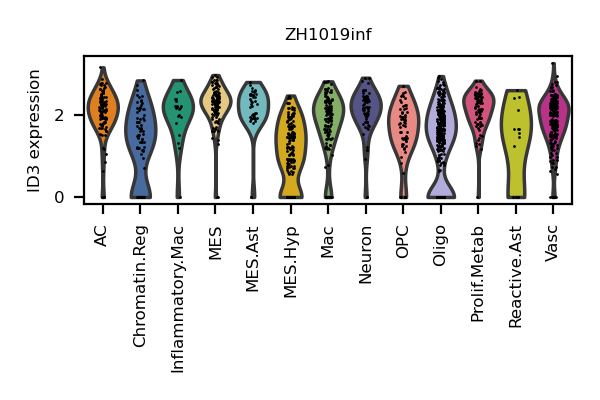 ZH1019inf
ID3 expression
2
0
AC
Chromatin.Reg
Inflammatory.Mac
MES
MES.Ast
MES.Hyp
Mac
Neuron
OPC
Oligo
Prolif.Metab
Reactive.Ast
Vasc